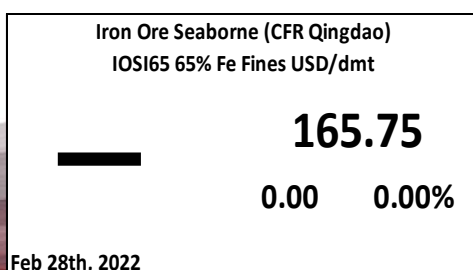 Iron Ore Seaborne (CFR Qingdao)
IOSI65 65% Fe Fines USD/dmt
165.75
0.00 0.00%
Feb 28th, 2022